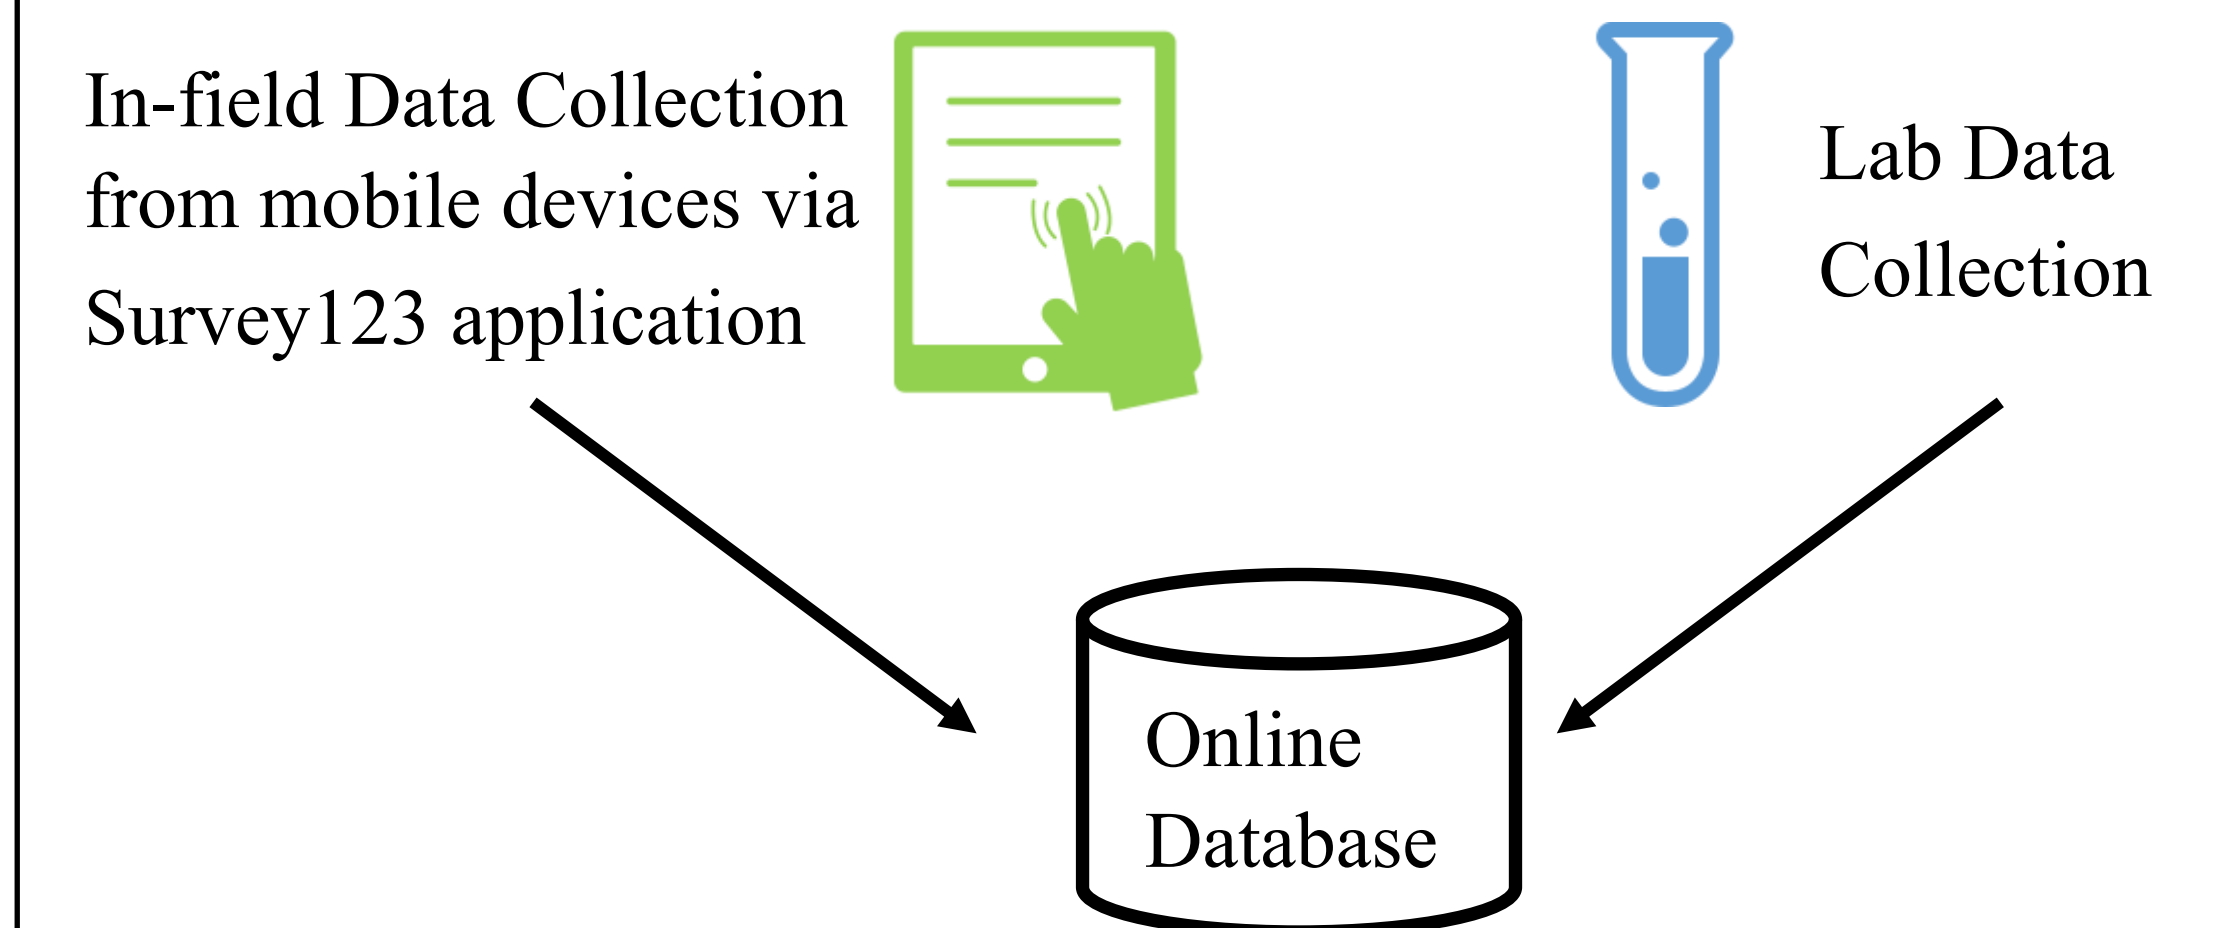 In-field Data Collection
from mobile devices via
Survey123 application
Lab Data
Collection
Online
Database